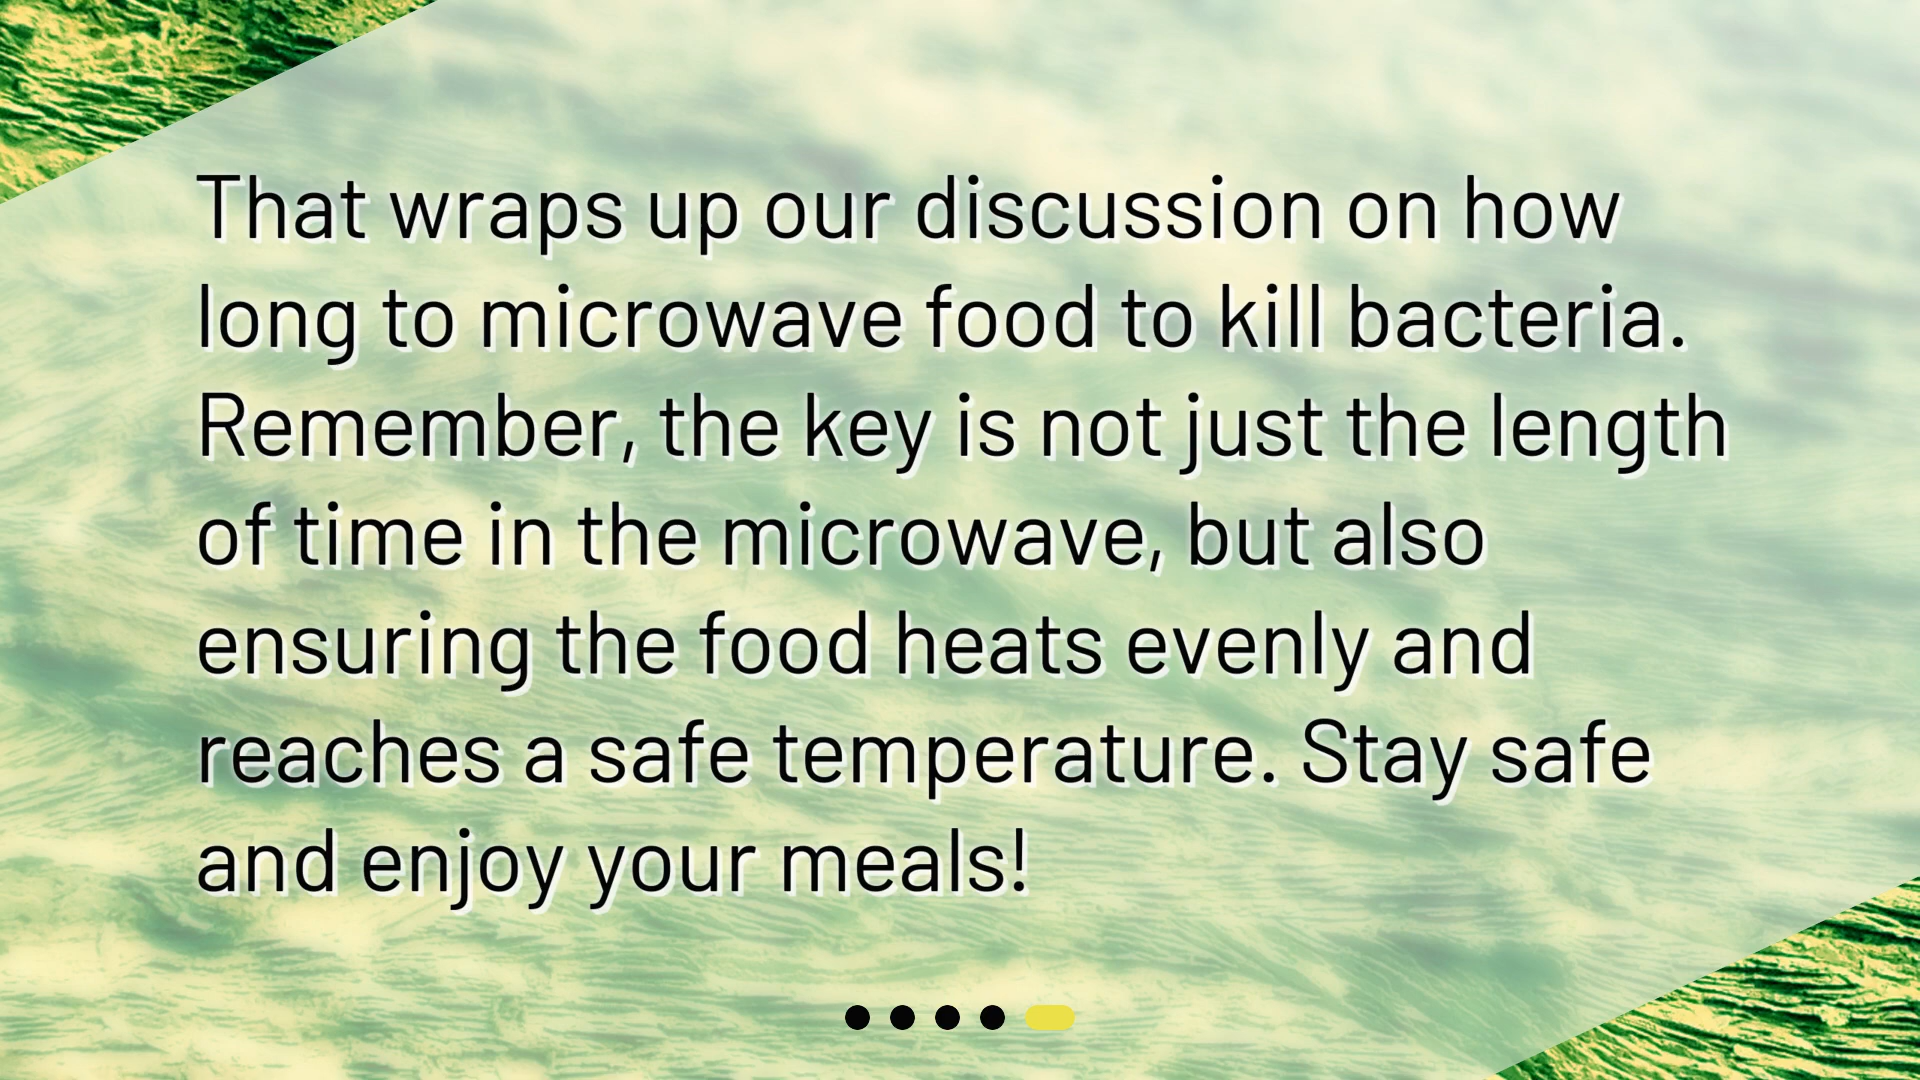 That wraps up our discussion on how
long to microwave food to kill bacteria.
Remember, the key is not just the length
of time in the microwave, but also
ensuring the food heats evenly and
reaches a safe temperature. Stay safe
and enjoy your meals!